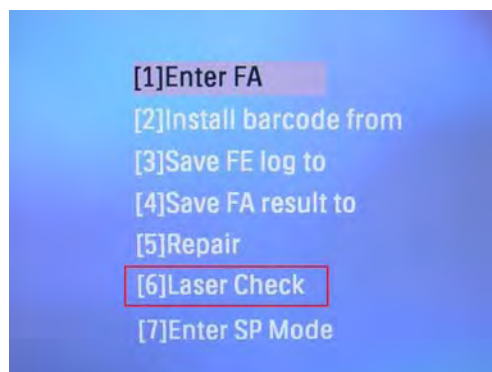 [1]Enter FA
[2]Install barcode from
[3]Save FE log to
[4]Save FA result to
[5]Repair
[6]Laser Check
[7]Enter SP Mode